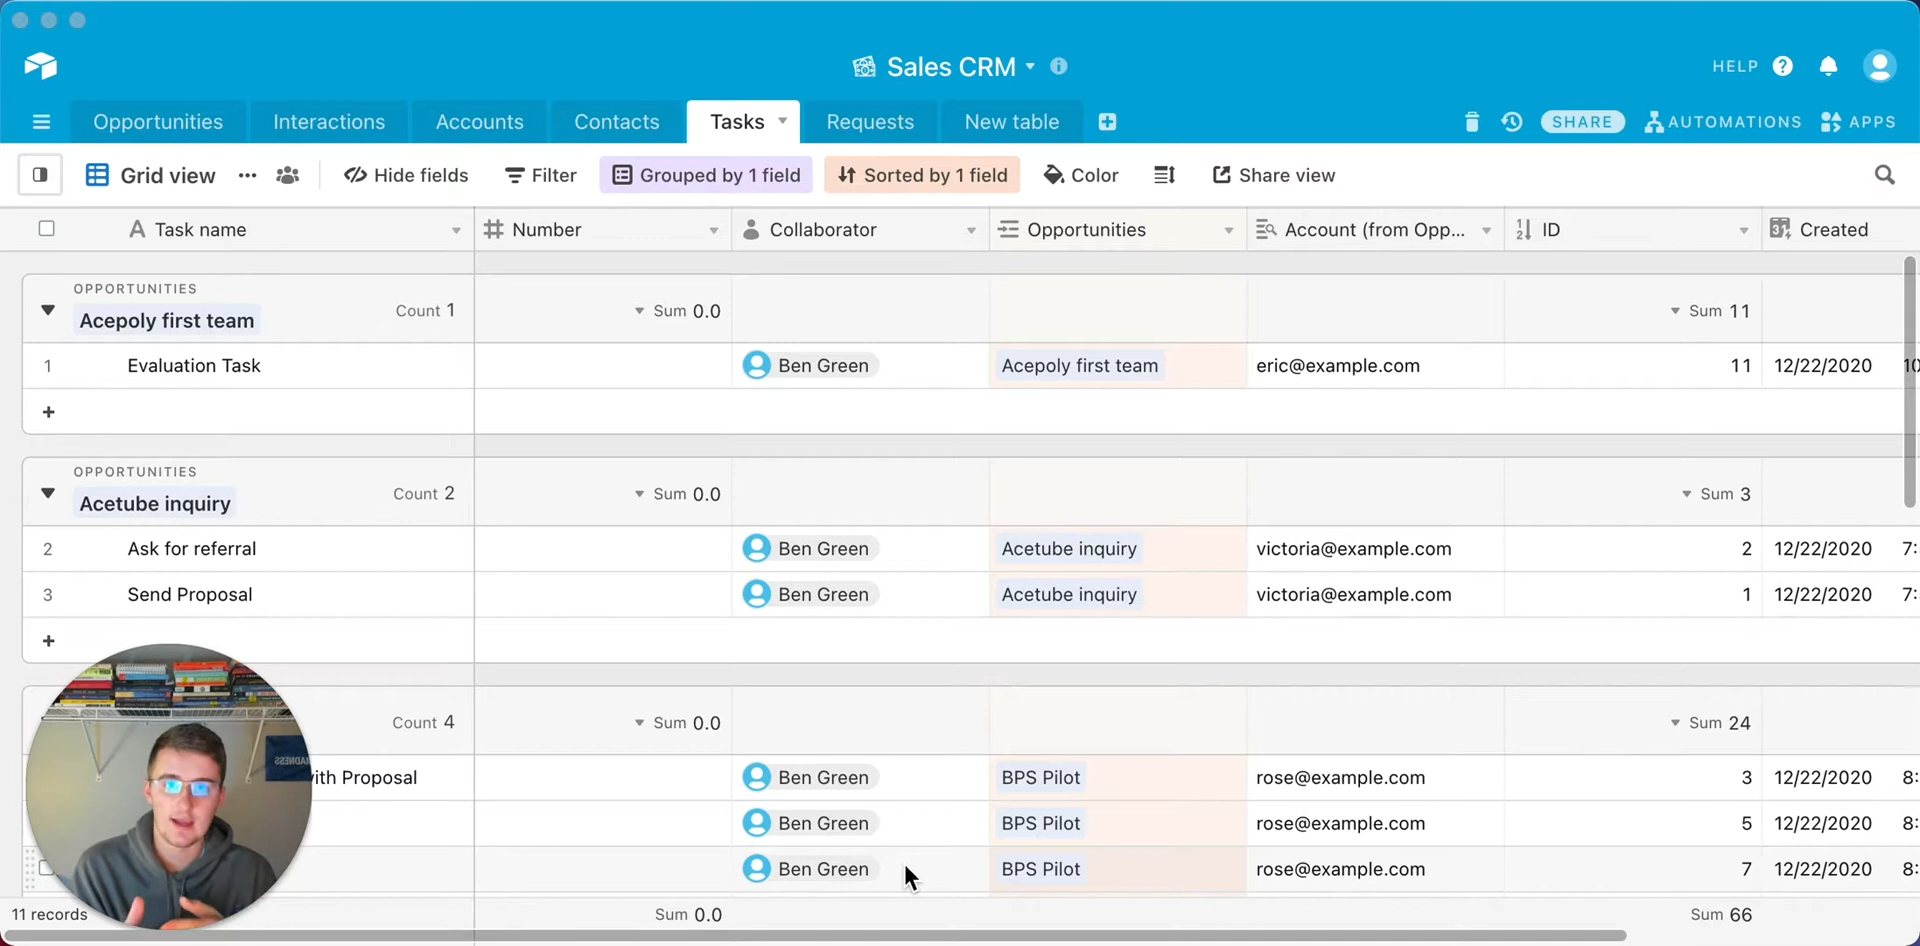 Sales CRM
HELP
Opportunities Interactions Accounts Contacts Tasks Requests New table SHARE AUTOMATIONS APPS
Grid view Hide fields Filter Grouped by 1 field Sorted by 1 field Color Share view
Task name Number Collaborator Opportunities Account (from Opp... ID Created
OPPORTUNITIES
Acepoly first team Count 1 Sum 0.0 Sum 11
1 Evaluation Task Ben Green Acepoly first team eric@example.com 11 12/22/2020 10
+
OPPORTUNITIES
Acetube inquiry Count 2 Sum 0.0 Sum 3
2 Ask for referral Ben Green Acetube inquiry victoria@example.com 2 12/22/2020 7:
3 Send Proposal Ben Green Acetube inquiry victoria@example.com 1 12/22/2020 7:
+
Count 4 Sum 0.0 Sum 24
with Proposal Ben Green BPS Pilot rose@example.com 3 12/22/2020 8:
Ben Green BPS Pilot rose@example.com 5 12/22/2020 8:
Ben Green BPS Pilot rose@example.com 7 12/22/2020 8:
11 records Sum 0.0 Sum 66